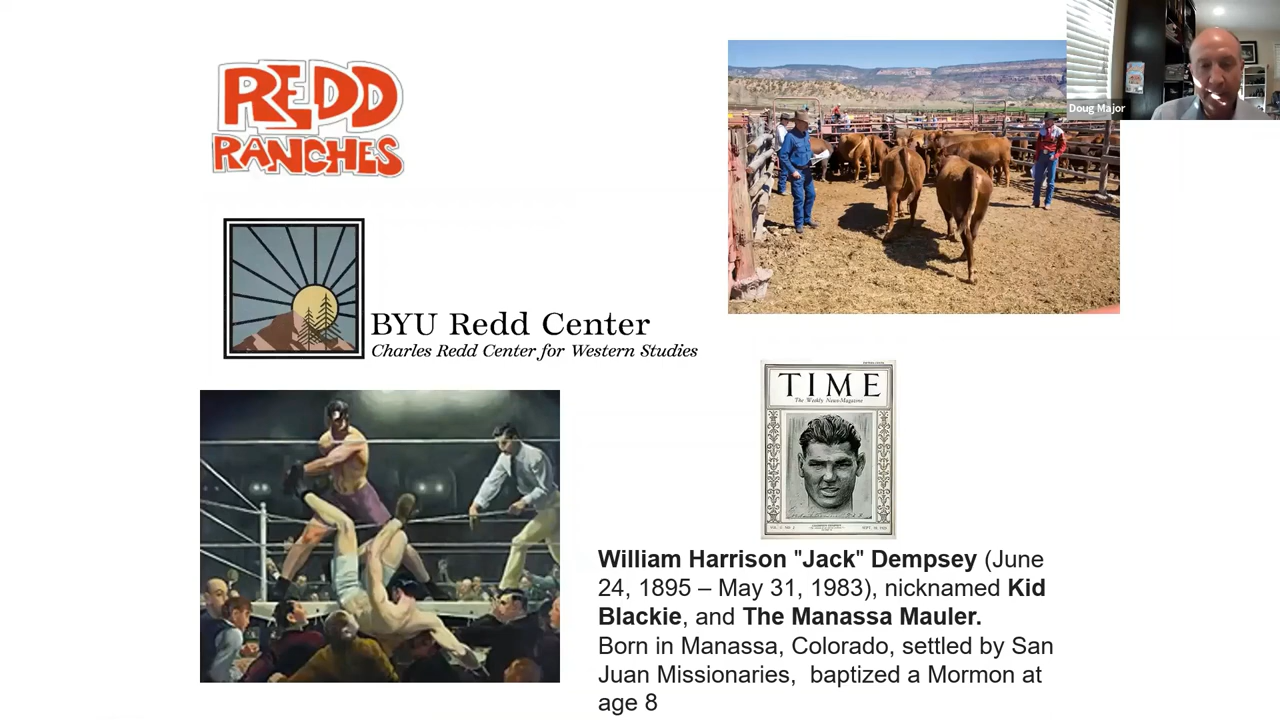 REDD
RANCHES
Doug Major
BYU Redd Center
Charles Redd Center for Western Studies
TIME
The Weekly News-Magazine
William Harrison "Jack" Dempsey (June
24, 1895 – May 31, 1983), nicknamed Kid
Blackie, and The Manassa Mauler.
Born in Manassa, Colorado, settled by San
Juan Missionaries,  baptized a Mormon at
age 8